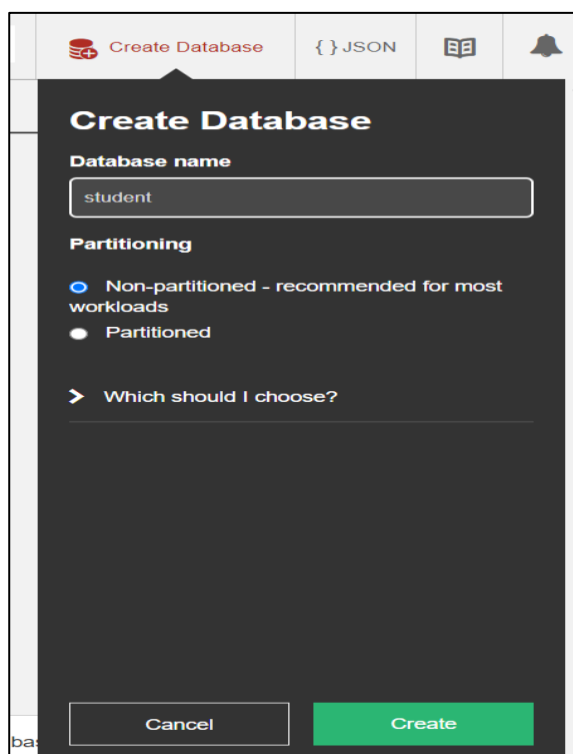 Create Database
{ } JSON
Create Database
Database name
student
Partitioning
Non-partitioned - recommended for most
workloads
Partitioned
Which should I choose?
Cancel
Create
bas